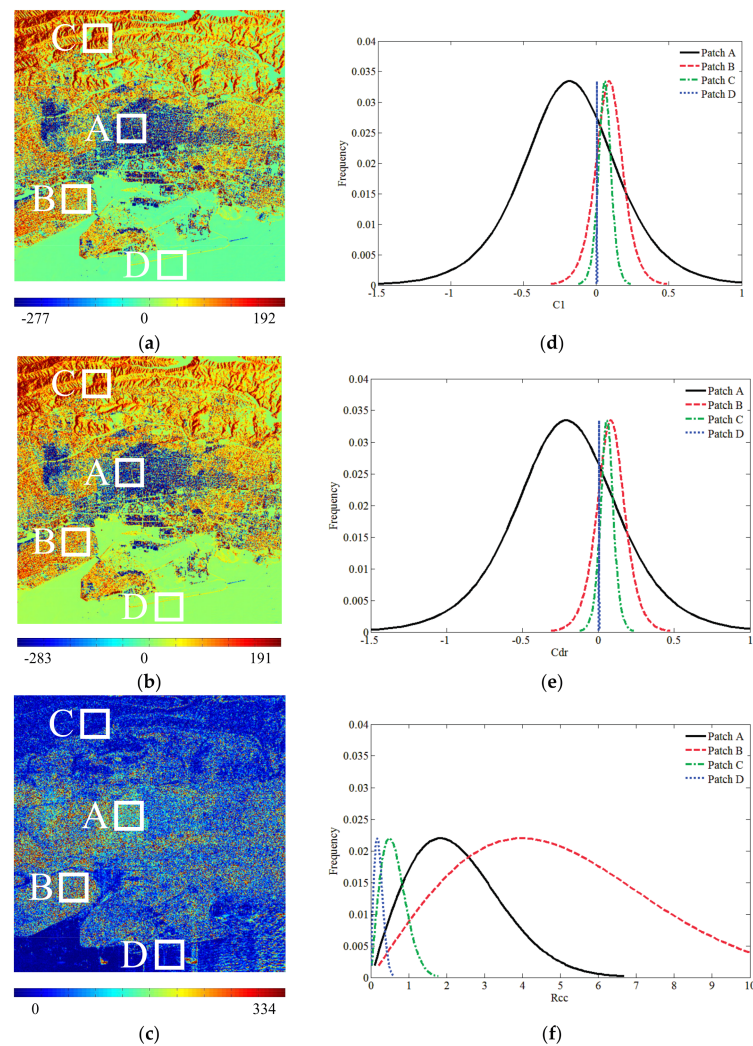 C
A
B
D
-277 0 192
(a)
0.04
0.035
0.03
0.025
0.02
0.015
0.01
0.005
0
Frequency
Patch A
Patch B
Patch C
Patch D
-1.5 -1 -0.5 0 0.5 1
C1
(d)
C
A
B
D
-283 0 191
(b)
0.04
0.035
0.03
0.025
0.02
0.015
0.01
0.005
0
Frequency
Patch A
Patch B
Patch C
Patch D
-1.5 -1 -0.5 0 0.5 1
Cdr
(e)
C
A
B
D
0 334
(c)
0.04
0.035
0.03
0.025
0.02
0.015
0.01
0.005
0
Frequency
Patch A
Patch B
Patch C
Patch D
0 1 2 3 4 5 6 7 8 9 10
Rcc
(f)